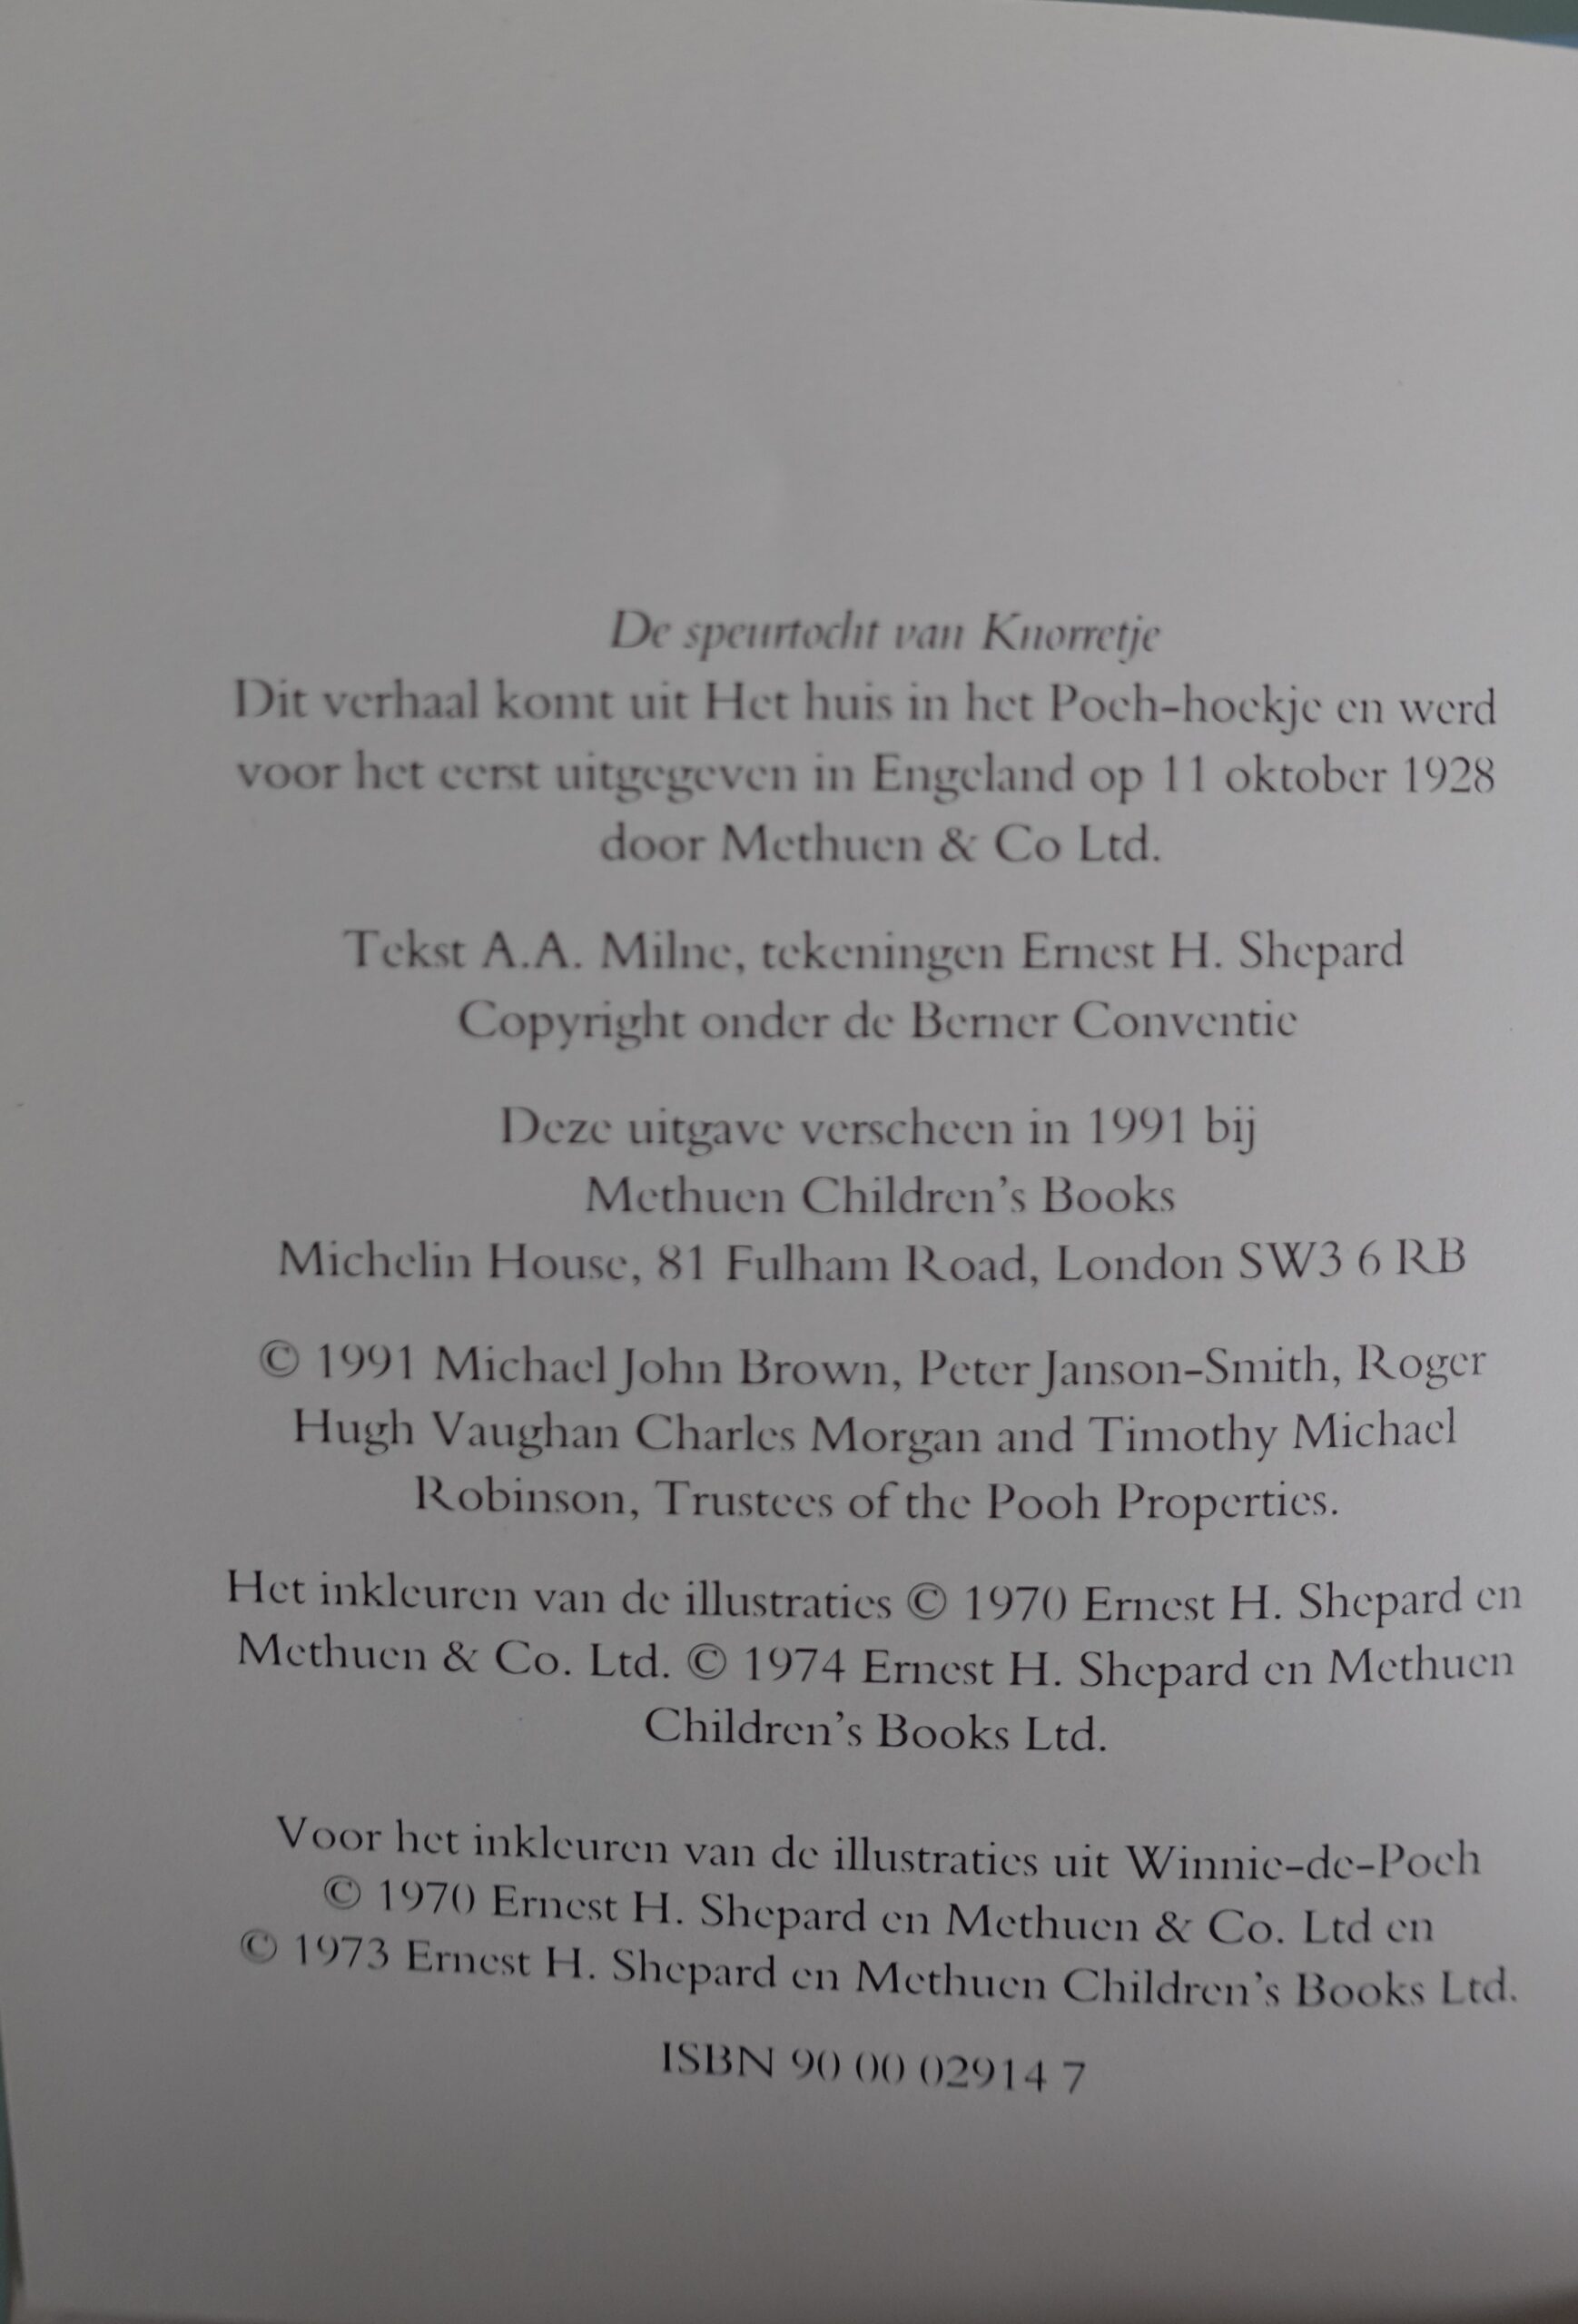 De speurtocht van Knorretje
Dit verhaal komt uit Het huis in het Poeh-hoekje en werd
voor het eerst uitgegeven in Engeland op 11 oktober 1928
door Methuen & Co Ltd.
Tekst A.A. Milne, tekeningen Ernest H. Shepard
Copyright onder de Berner Conventie
Deze uitgave verscheen in 1991 bij
Methuen Children's Books
Michelin House, 81 Fulham Road, London SW3 6 RB
© 1991 Michael John Brown, Peter Janson-Smith, Roger
Hugh Vaughan Charles Morgan and Timothy Michael
Robinson, Trustees of the Pooh Properties.
Het inkleuren van de illustraties © 1970 Ernest H. Shepard en
Methuen & Co. Ltd. © 1974 Ernest H. Shepard en Methuen
Children's Books Ltd.
Voor het inkleuren van de illustraties uit Winnie-de-Poeh
© 1970 Ernest H. Shepard en Methuen & Co. Ltd en
© 1973 Ernest H. Shepard en Methuen Children's Books Ltd.
ISBN 90 00 02914 7